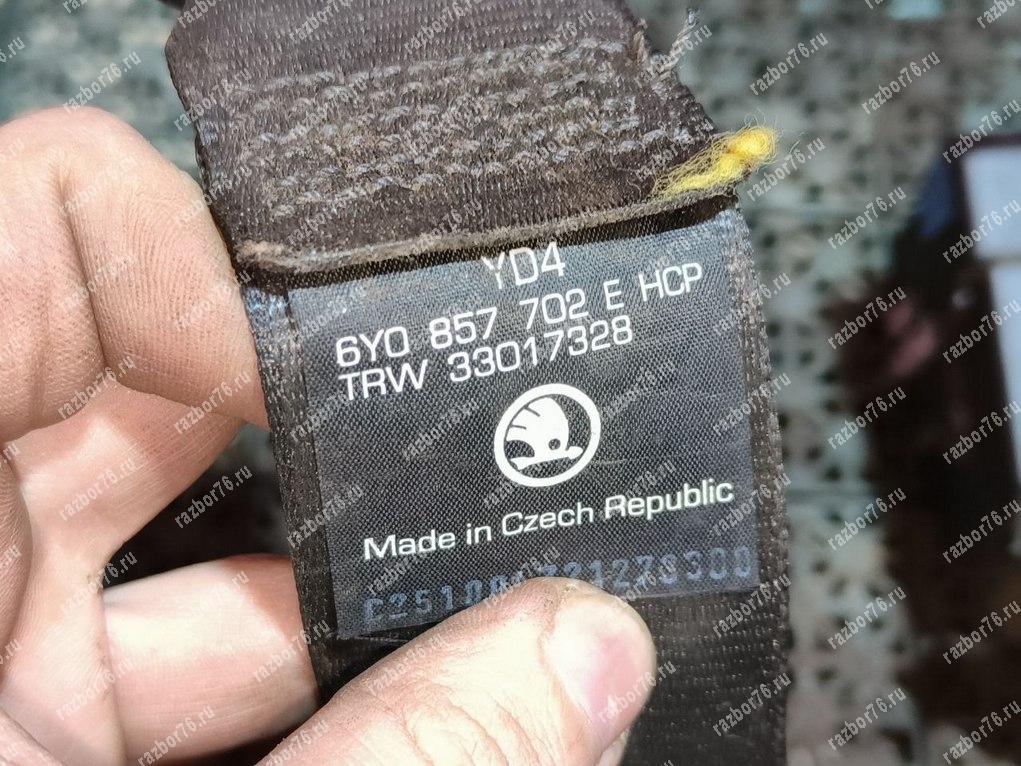 YD4
6Y0 857 702 E HCP
TRW 33017328
Made in Czech Republic
razbor76.ru